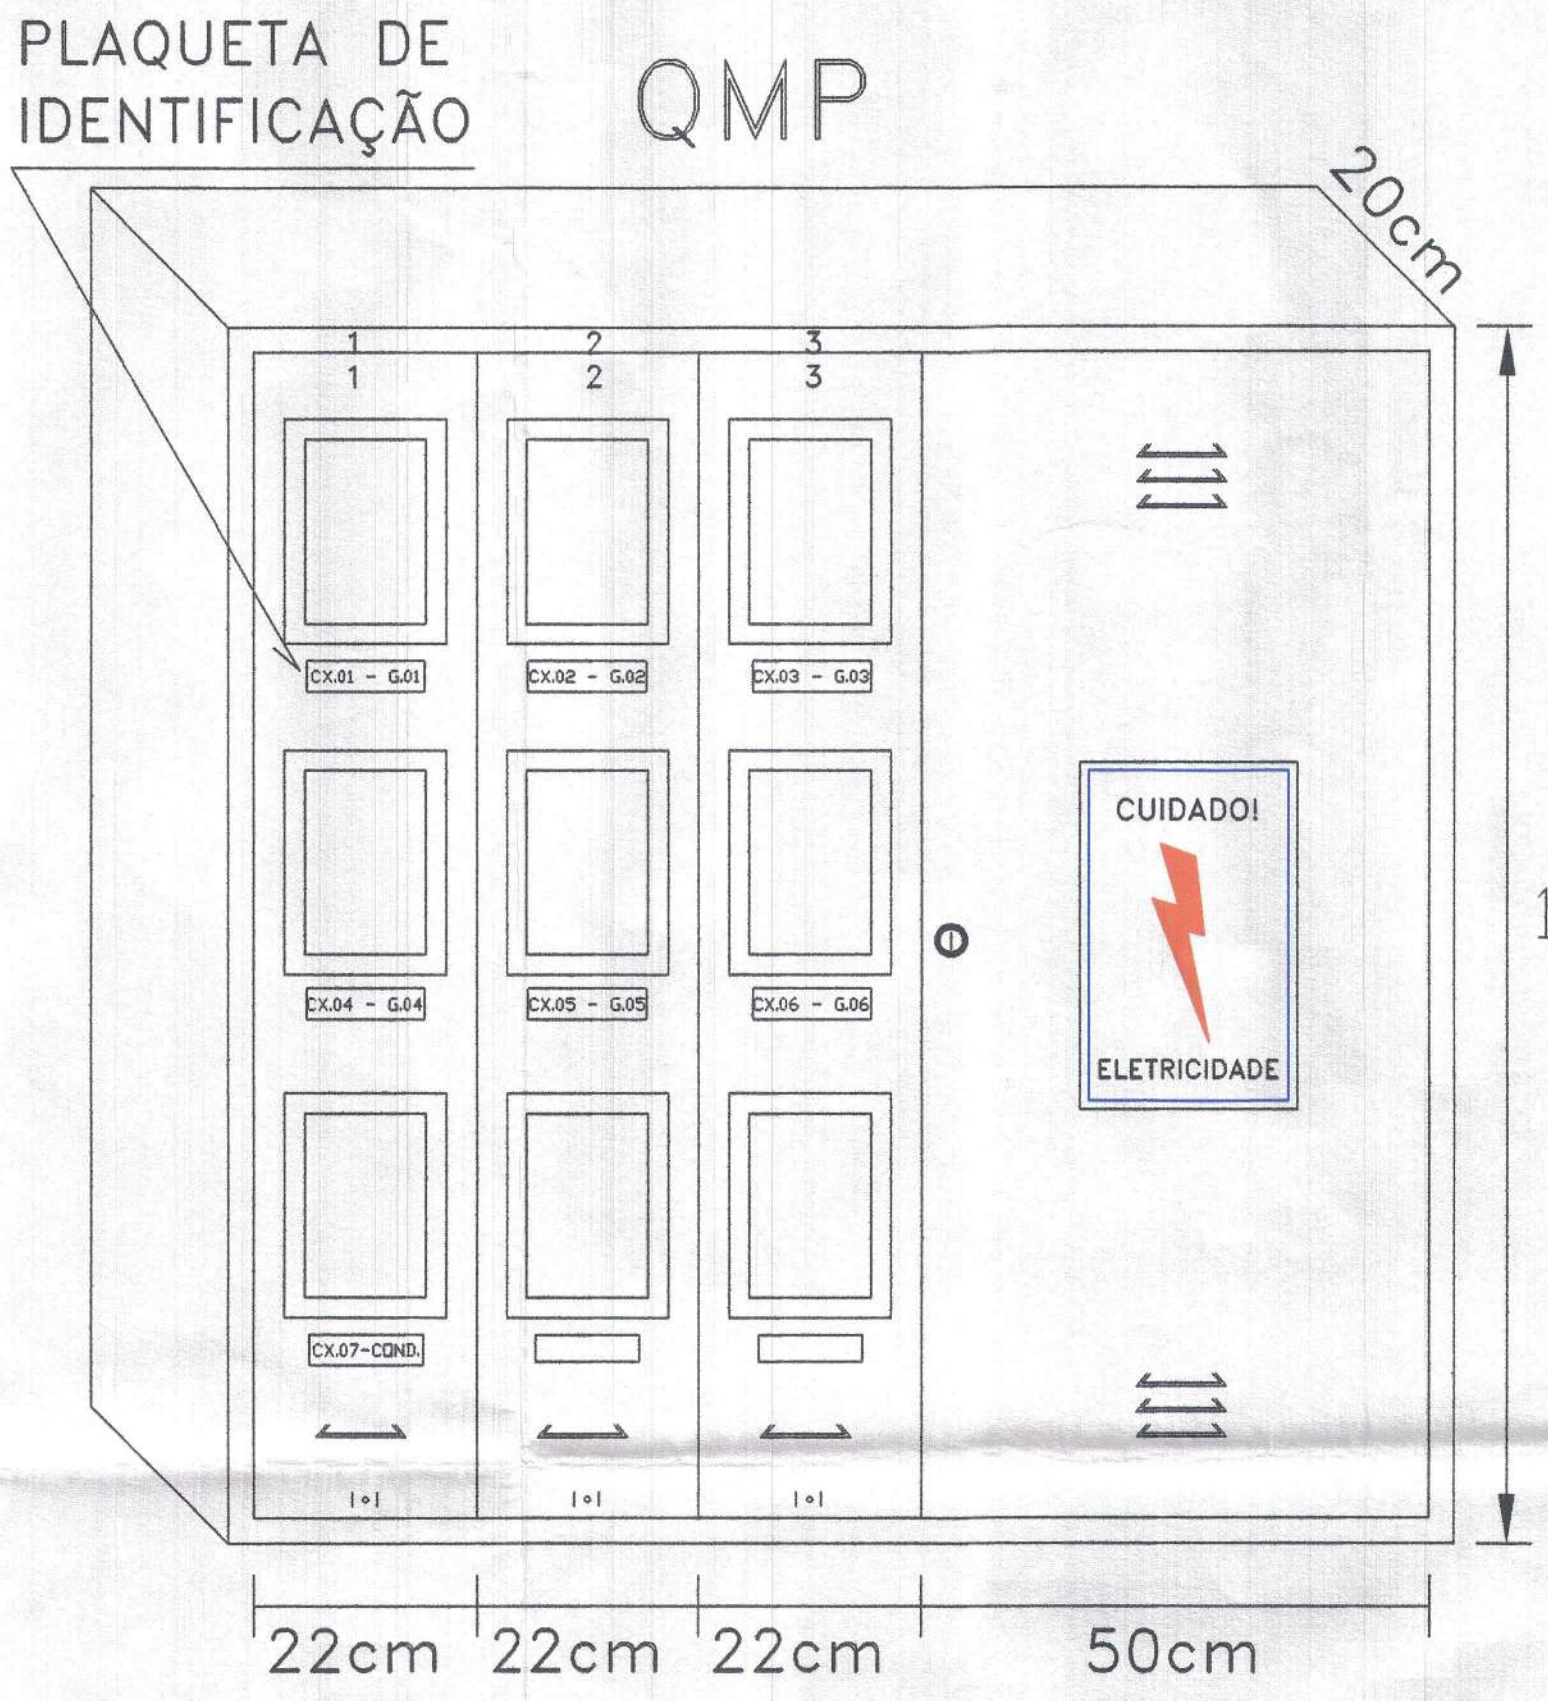 PLAQUETA DE
IDENTIFICAÇÃO
QMP
20cm
1 2 3
1 2 3
CX.01 - G.01
CX.02 - G.02
CX.03 - G.03
CX.04 - G.04
CX.05 - G.05
CX.06 - G.06
CUIDADO!
ELETRICIDADE
CX.07-COND.
22cm 22cm 22cm 50cm